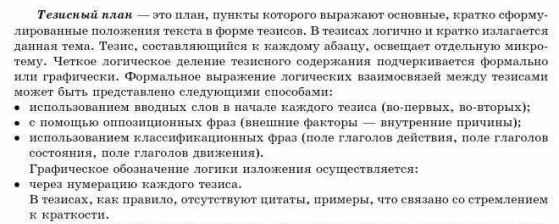 Тезисный план — это план, пункты которого выражают основные, кратко сформу-
лированные положения текста в форме тезисов. В тезисах логично и кратко излагается
данная тема. Тезис, составляющийся к каждому абзацу, освещает отдельную микро-
тему. Четкое логическое деление тезисного содержания подчеркивается формально
или графически. Формальное выражение логических взаимосвязей между тезисами
может быть представлено следующими способами:
• использованием вводных слов в начале каждого тезиса (во-первых, во-вторых);
• с помощью оппозиционных фраз (внешние факторы — внутренние причины);
• использованием классификационных фраз (поле глаголов действия, поле глаголов
состояния, поле глаголов движения).
Графическое обозначение логики изложения осуществляется:
• через нумерацию каждого тезиса.
В тезисах, как правило, отсутствуют цитаты, примеры, что связано со стремлением
к краткости.